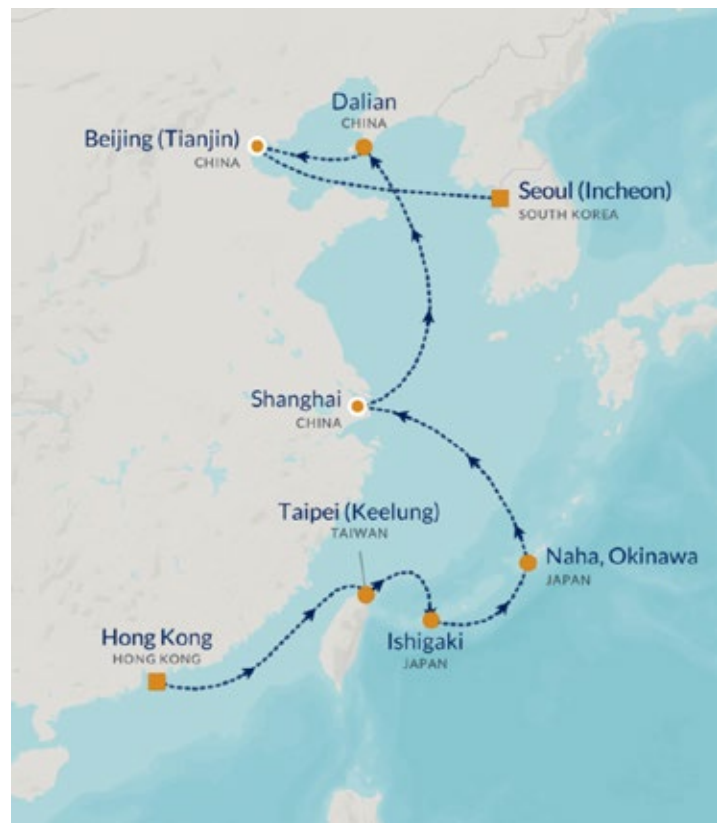 Dalian
CHINA
Beijing (Tianjin)
CHINA
Seoul (Incheon)
SOUTH KOREA
Shanghai
CHINA
Taipei (Keelung)
TAIWAN
Naha, Okinawa
JAPAN
Ishigaki
JAPAN
Hong Kong
HONG KONG